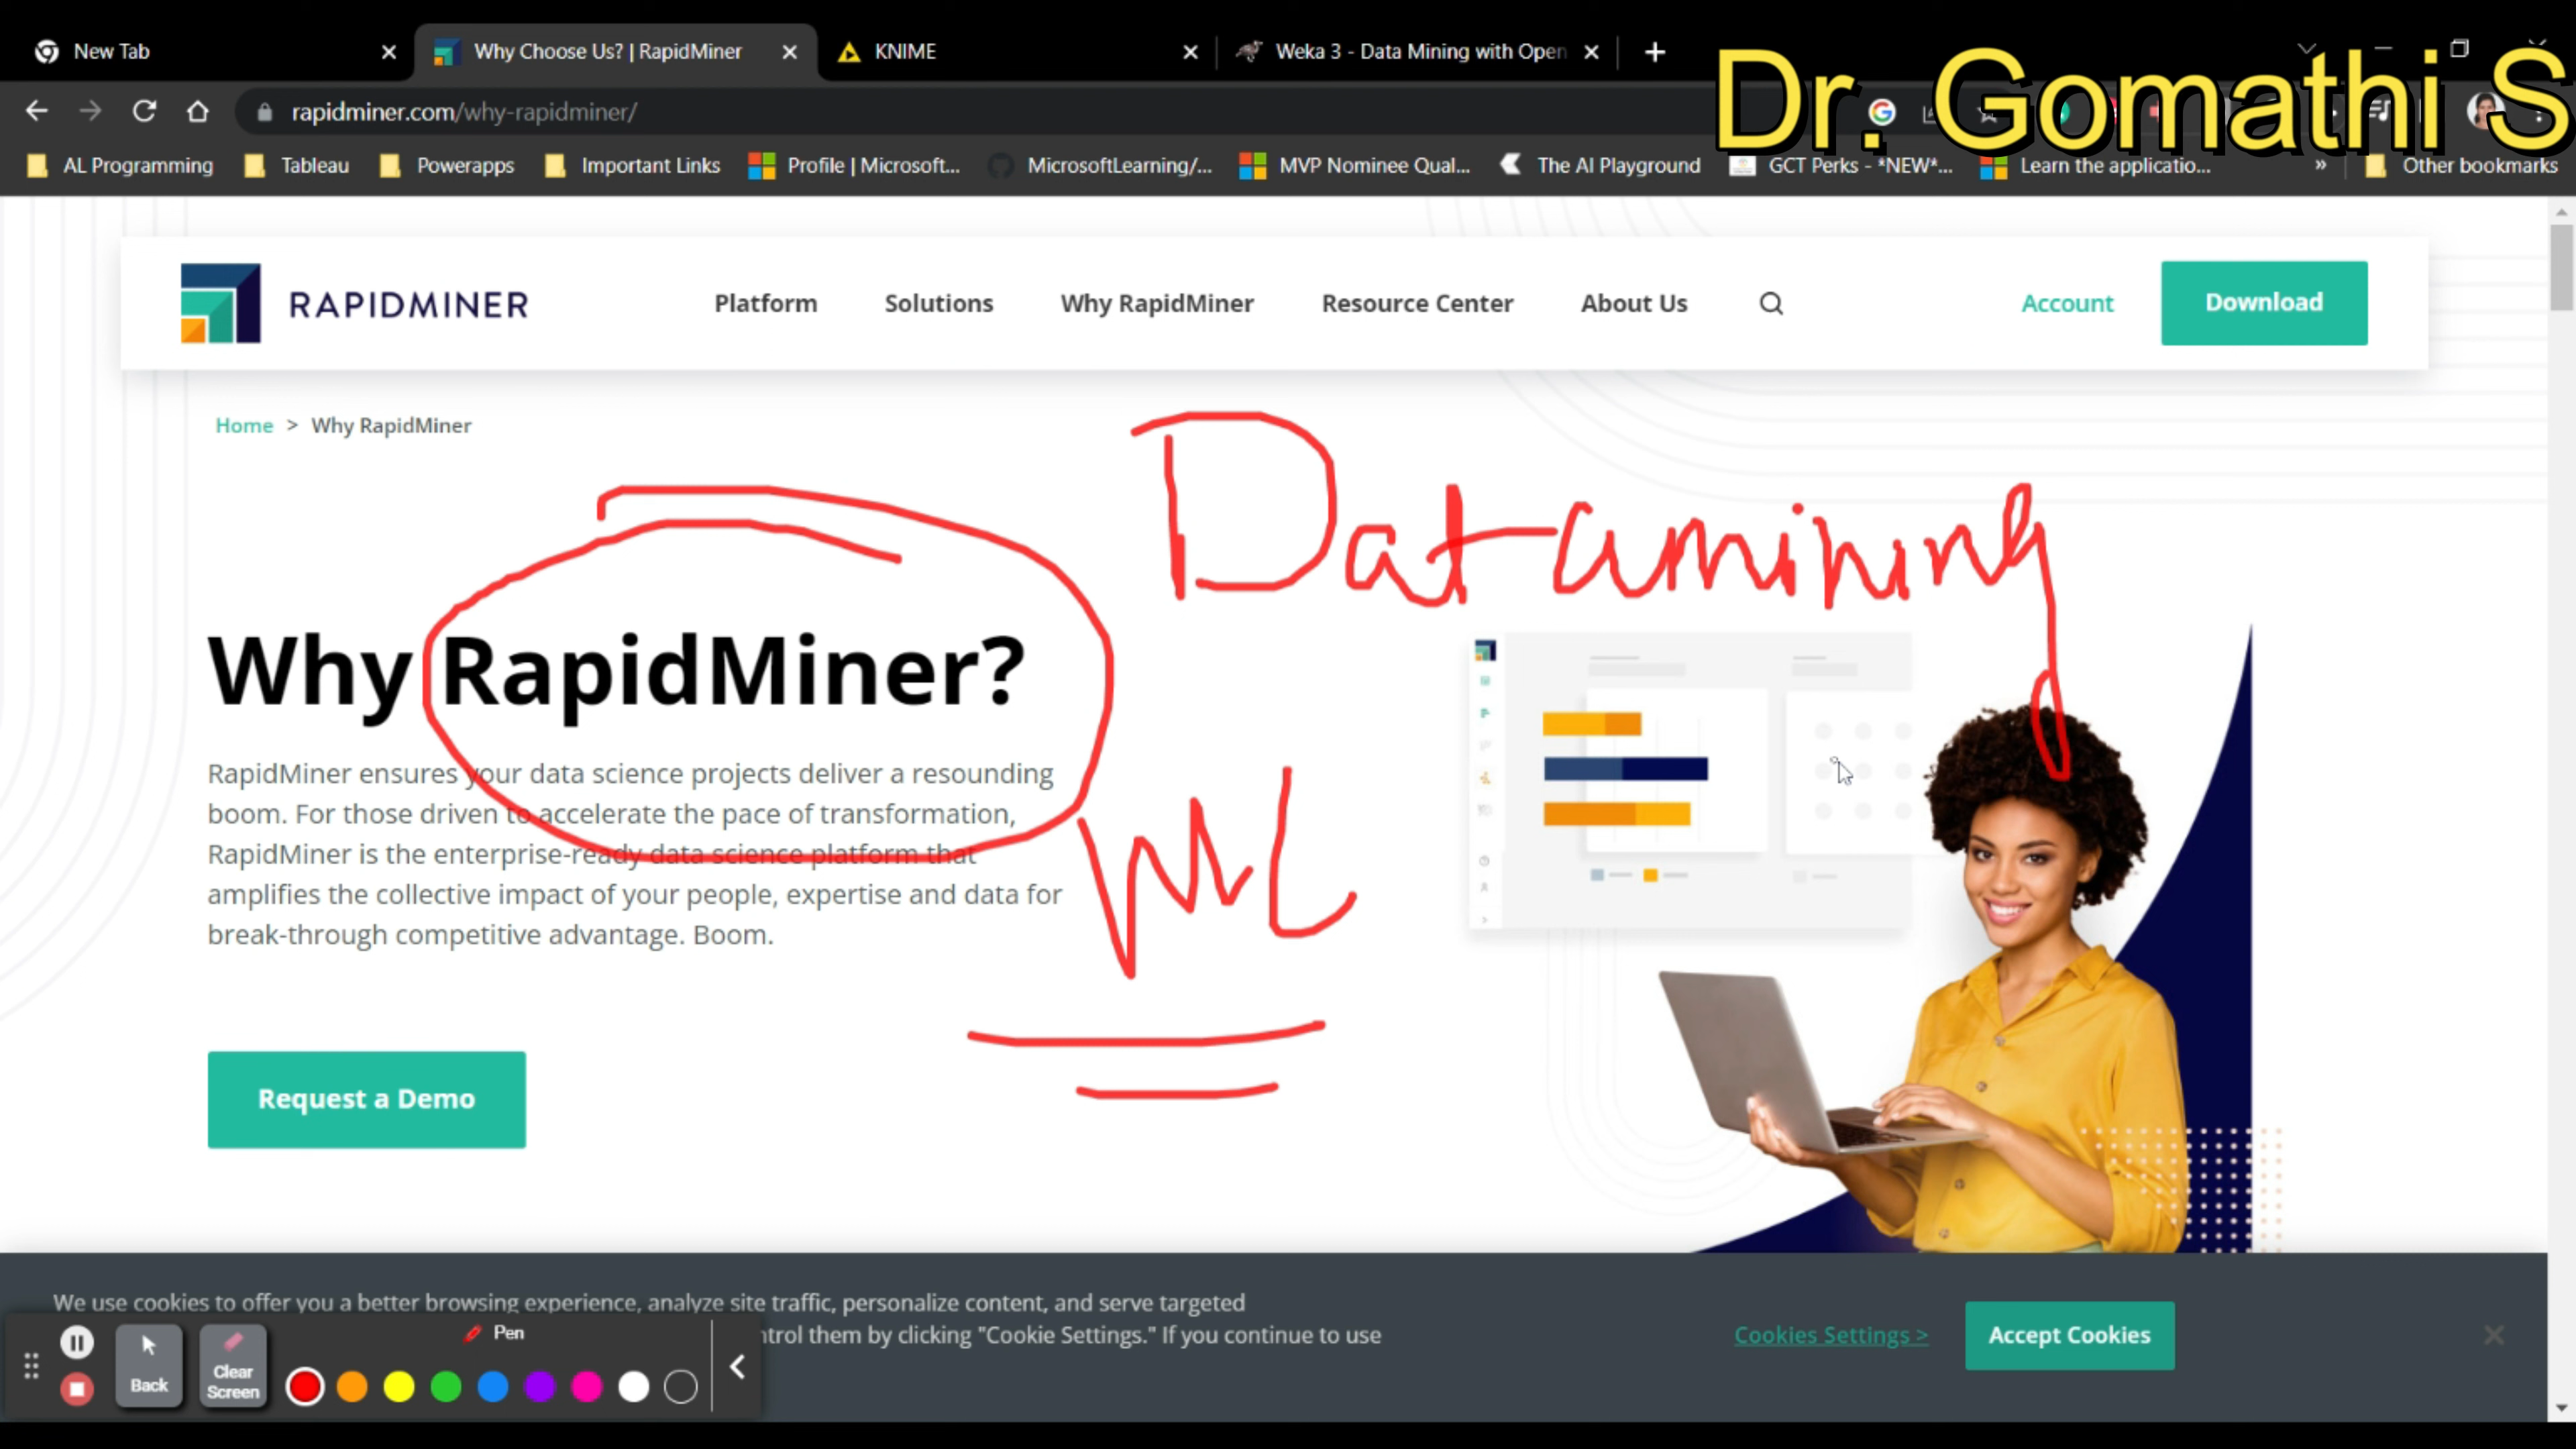 New Tab
Why Choose Us? | RapidMiner
KNIME
Weka 3 - Data Mining with Open
Dr. Gomathi S
rapidminer.com/why-rapidminer/
AL Programming
Tableau
Powerapps
Important Links
Profile | Microsoft...
MicrosoftLearning/...
MVP Nominee Qual...
The AI Playground
GCT Perks - *NEW*...
Learn the applicatio...
»
Other bookmarks
RAPIDMINER
Platform
Solutions
Why RapidMiner
Resource Center
About Us
Account
Download
Home > Why RapidMiner
Datamining
Why RapidMiner?
RapidMiner ensures your data science projects deliver a resounding
boom. For those driven to accelerate the pace of transformation,
RapidMiner is the enterprise-ready data science platform that
amplifies the collective impact of your people, expertise and data for
break-through competitive advantage. Boom.
ML
Request a Demo
We use cookies to offer you a better browsing experience, analyze site traffic, personalize content, and serve targeted
ntrol them by clicking "Cookie Settings." If you continue to use
Cookies Settings >
Accept Cookies
Back
Clear
Screen
Pen